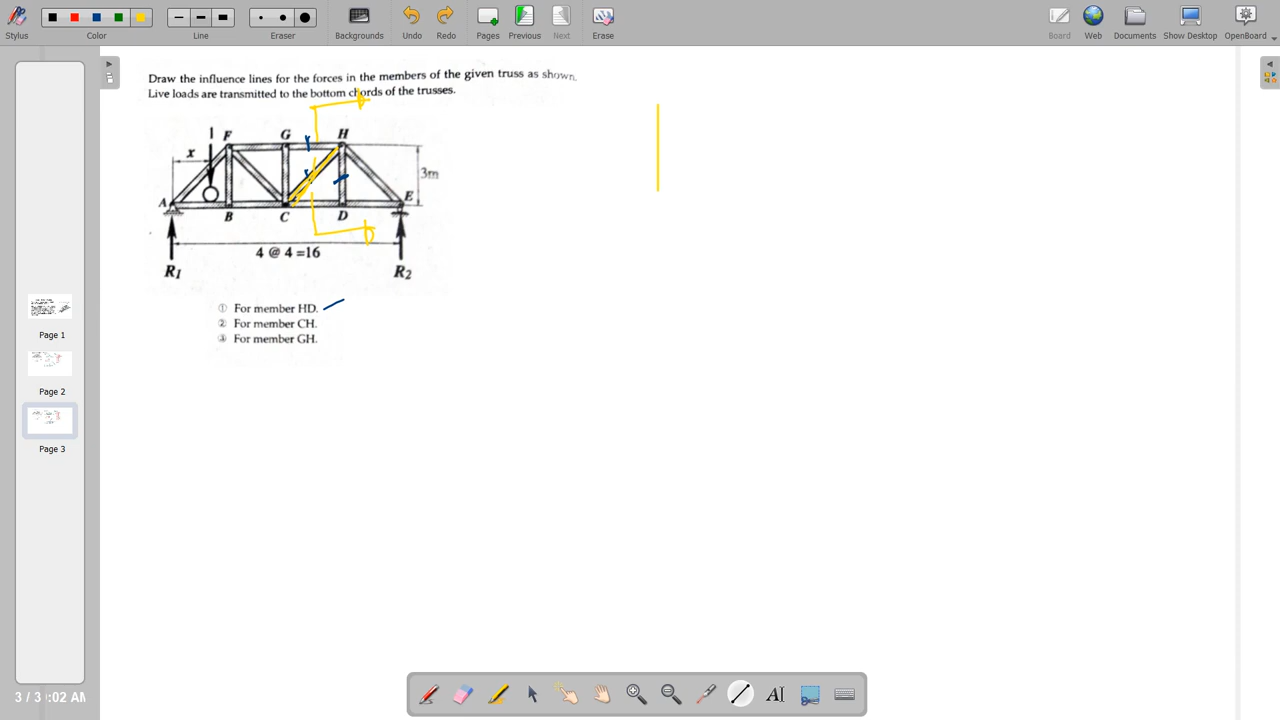 Stylus
Color
Line
Eraser
Backgrounds
Undo
Redo
Pages
Previous
Next
Erase
Board
Web
Documents
Show Desktop
OpenBoard
Draw the influence lines for the forces in the members of the given truss as shown.
Live loads are transmitted to the bottom chords of the trusses.
1 F G H
x
3m
A E
B C D
4 @ 4 =16
R1 R2
① For member HD.
② For member CH.
③ For member GH.
Page 1
Page 2
Page 3
3 / 3
:02 AM
AI